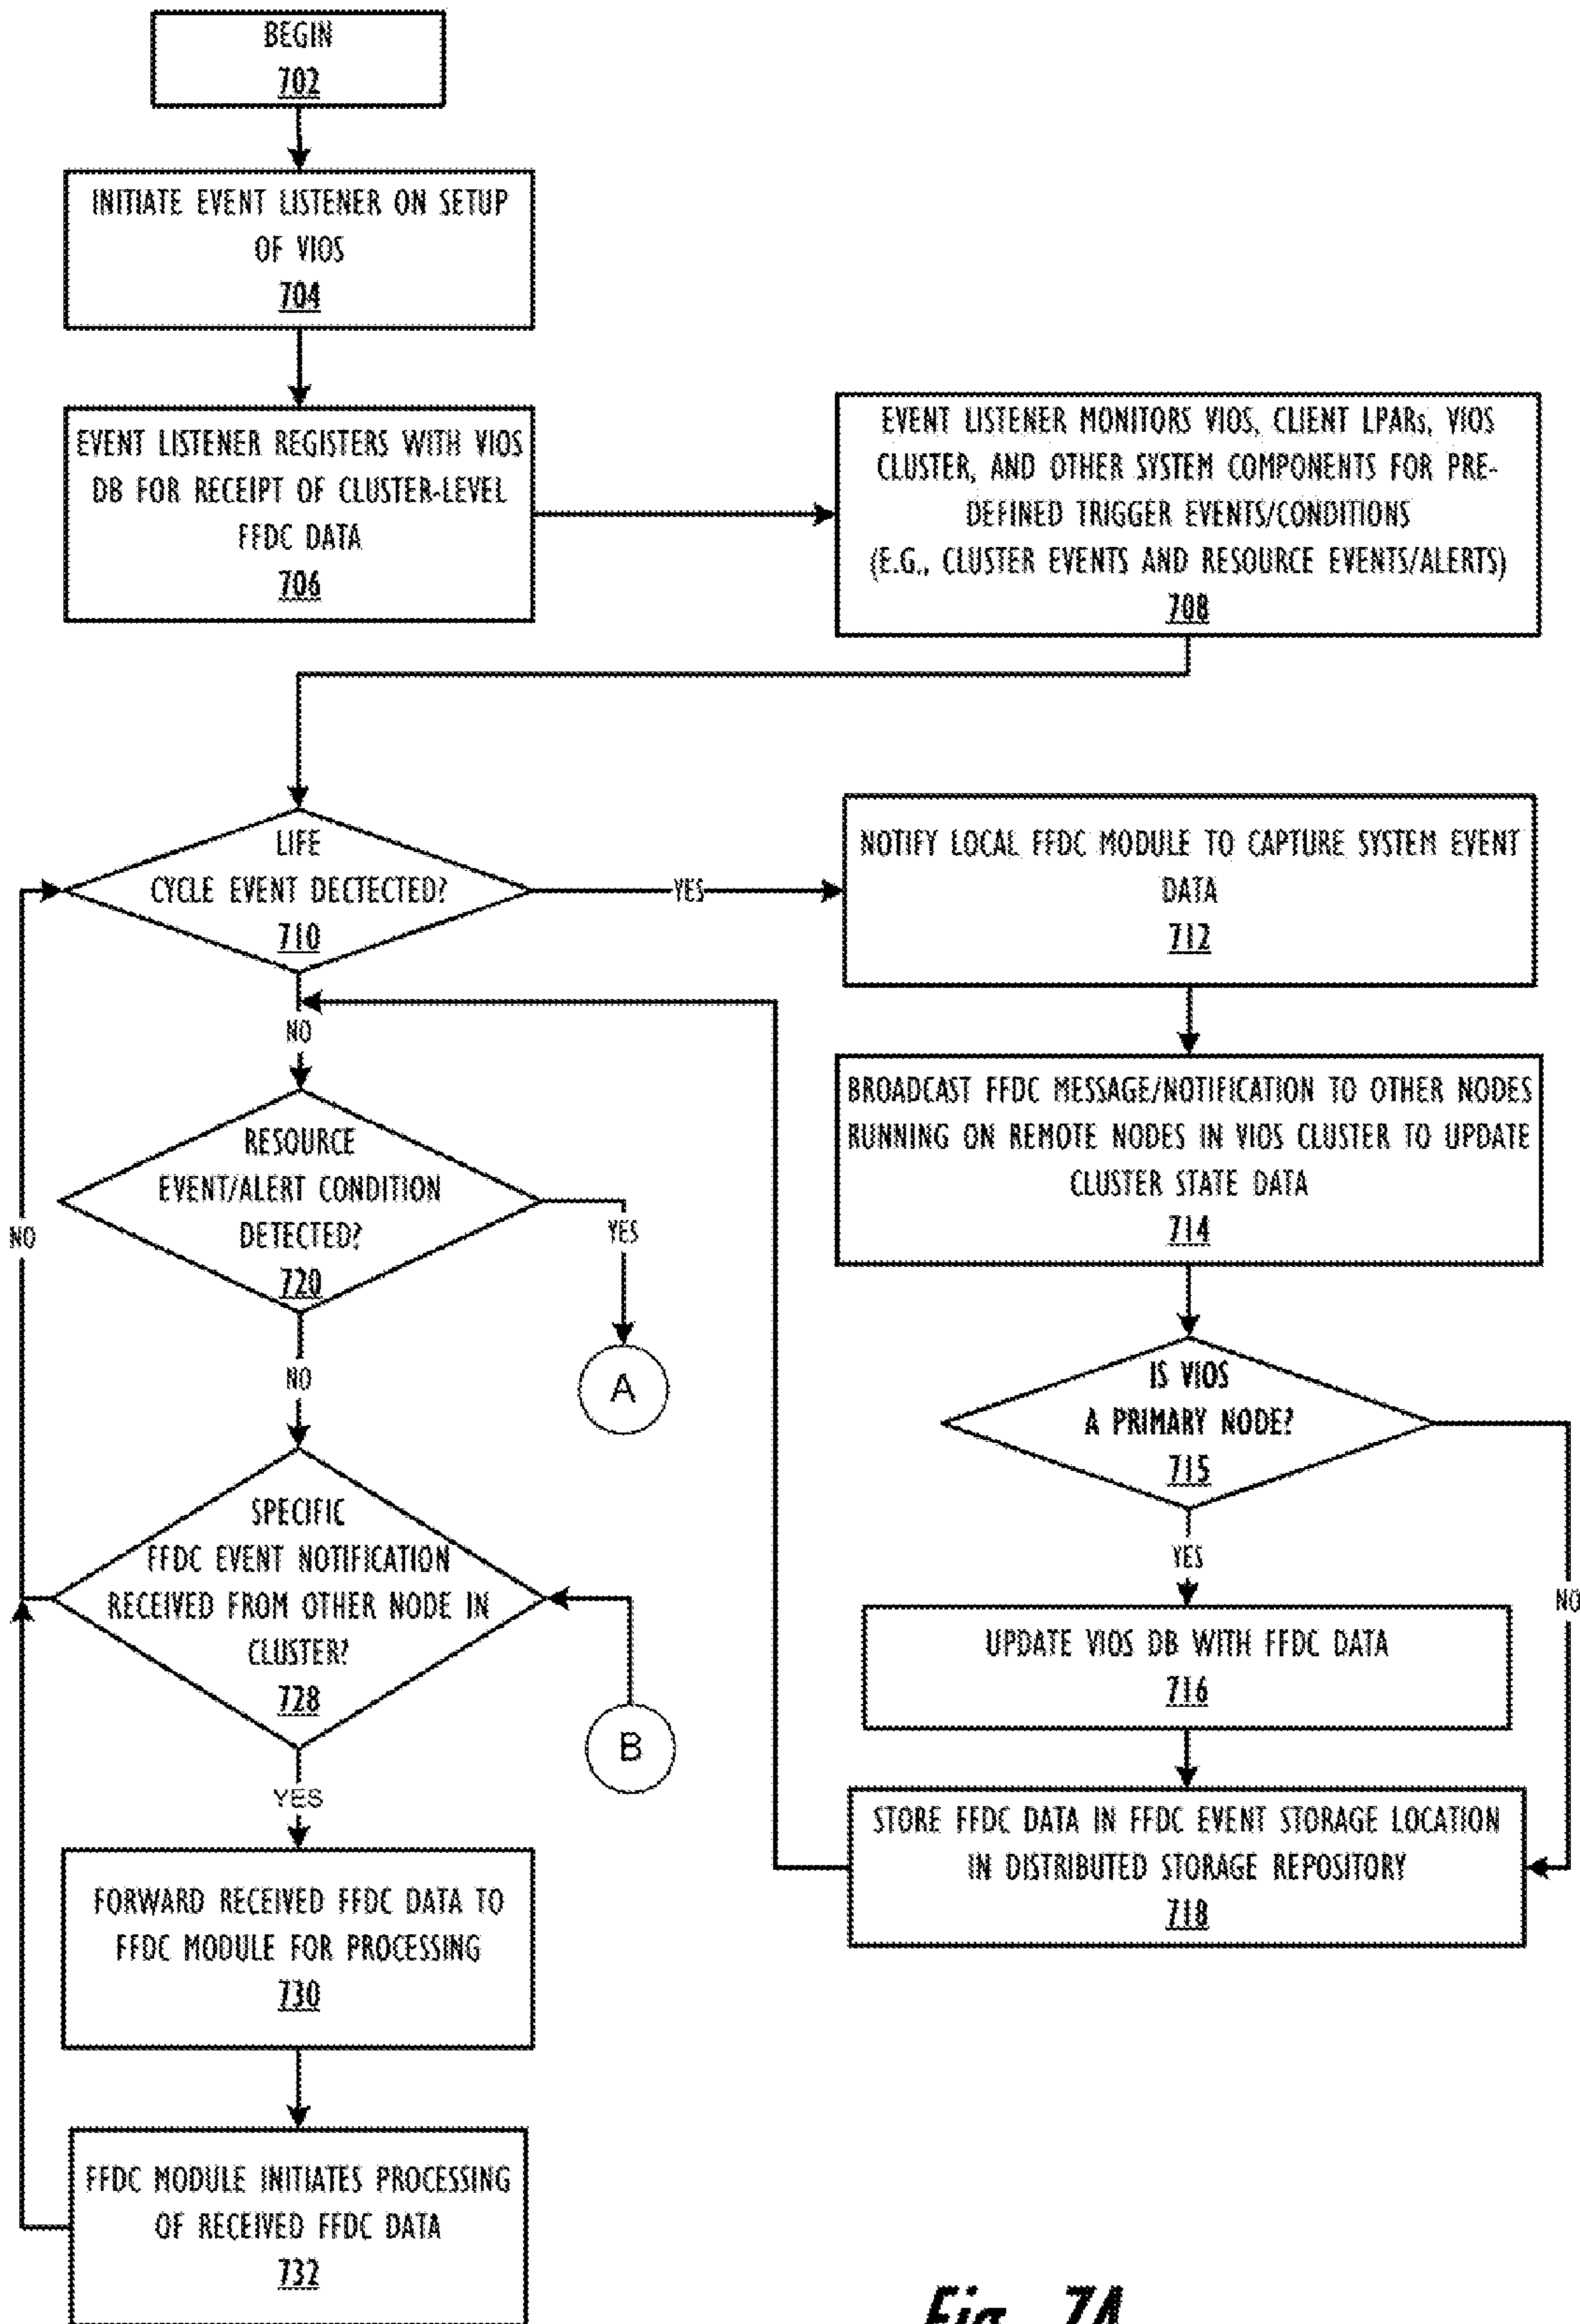 BEGIN
702
INITIATE EVENT LISTENER ON SETUP
OF VIOS
704
EVENT LISTENER REGISTERS WITH VIOS
DB FOR RECEIPT OF CLUSTER-LEVEL
FFDC DATA
706
EVENT LISTENER MONITORS VIOS, CLIENT LPARs, VIOS
CLUSTER, AND OTHER SYSTEM COMPONENTS FOR PRE-
DEFINED TRIGGER EVENTS/CONDITIONS
(E.G., CLUSTER EVENTS AND RESOURCE EVENTS/ALERTS)
708
LIFE
CYCLE EVENT DECTECTED?
710
YES
NO
NOTIFY LOCAL FFDC MODULE TO CAPTURE SYSTEM EVENT
DATA
712
BROADCAST FFDC MESSAGE/NOTIFICATION TO OTHER NODES
RUNNING ON REMOTE NODES IN VIOS CLUSTER TO UPDATE
CLUSTER STATE DATA
714
IS VIOS
A PRIMARY NODE?
715
YES
NO
UPDATE VIOS DB WITH FFDC DATA
716
STORE FFDC DATA IN FFDC EVENT STORAGE LOCATION
IN DISTRIBUTED STORAGE REPOSITORY
718
RESOURCE
EVENT/ALERT CONDITION
DETECTED?
720
YES
A
NO
NO
SPECIFIC
FFDC EVENT NOTIFICATION
RECEIVED FROM OTHER NODE IN
CLUSTER?
728
B
YES
FORWARD RECEIVED FFDC DATA TO
FFDC MODULE FOR PROCESSING
730
FFDC MODULE INITIATES PROCESSING
OF RECEIVED FFDC DATA
732
Fig. 7A